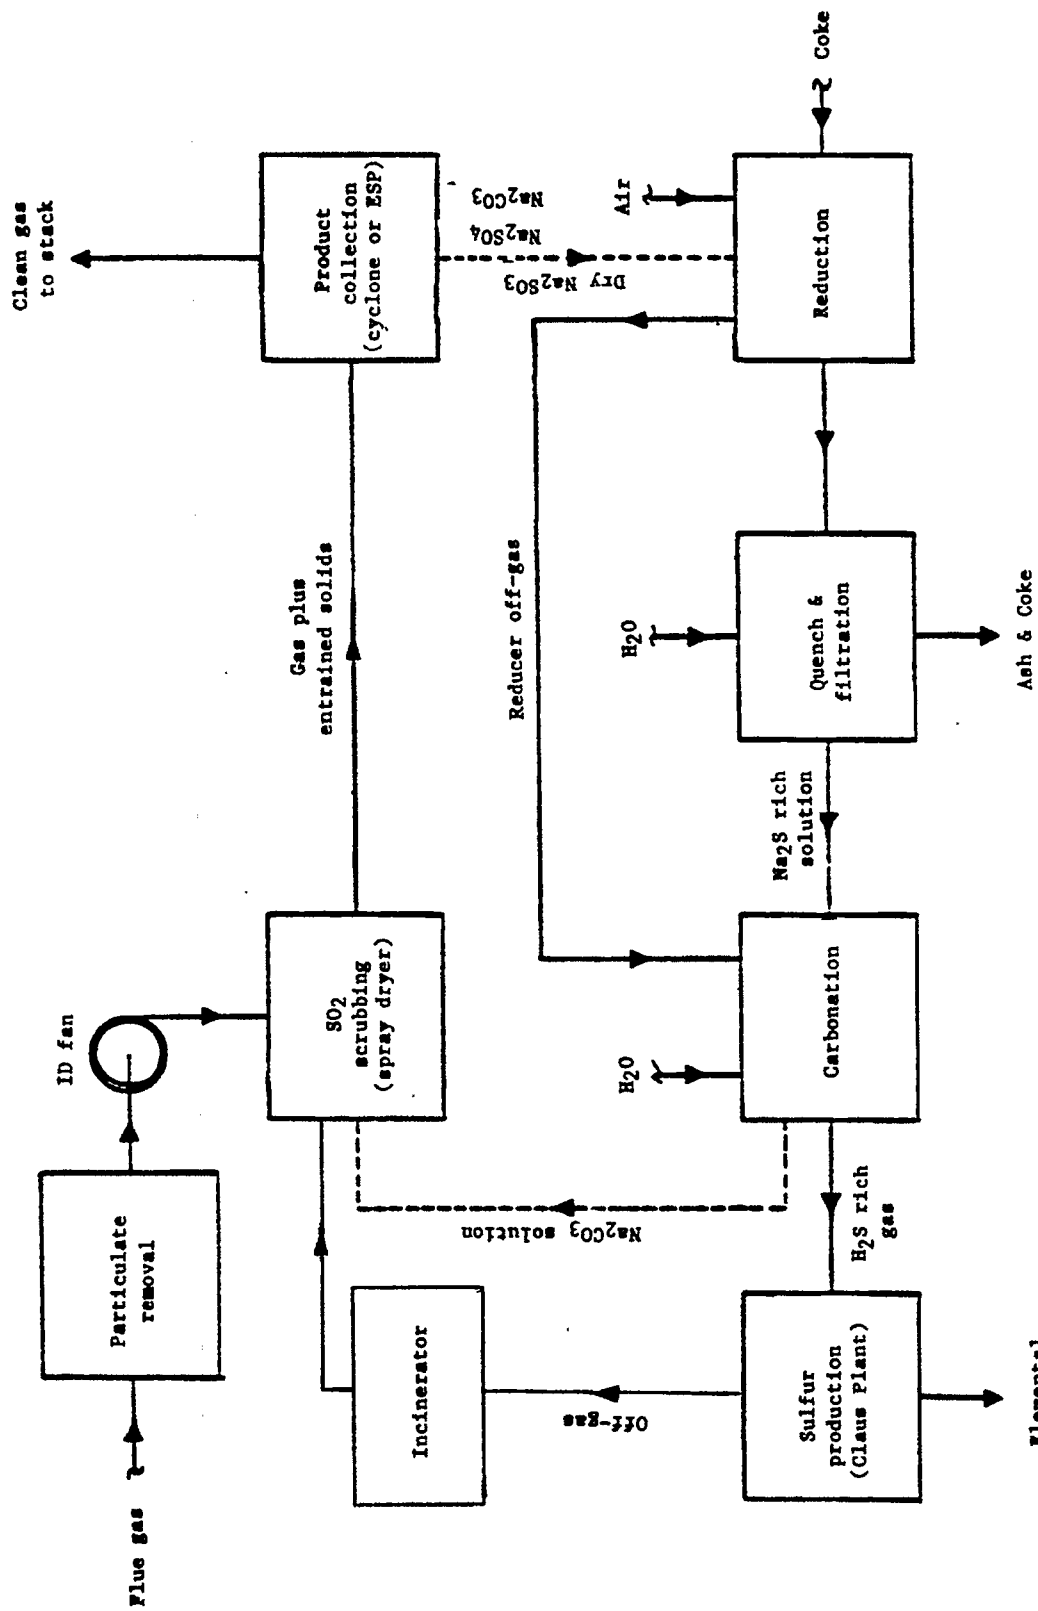 Flue gas
Particulate
removal
ID fan
SO2
scrubbing
(spray dryer)
Gas plus
entrained solids
Product
collection
(cyclone or ESP)
Clean gas
to stack
Dry Na2SO3
Na2SO4
Na2CO3
Air
Coke
Reduction
Reducer off-gas
H2O
Quench &
filtration
Ash & Coke
Na2S rich
solution
H2O
Carbonation
Na2CO3 solution
H2S rich
gas
Sulfur
production
(Claus Plant)
Off-gas
Incinerator